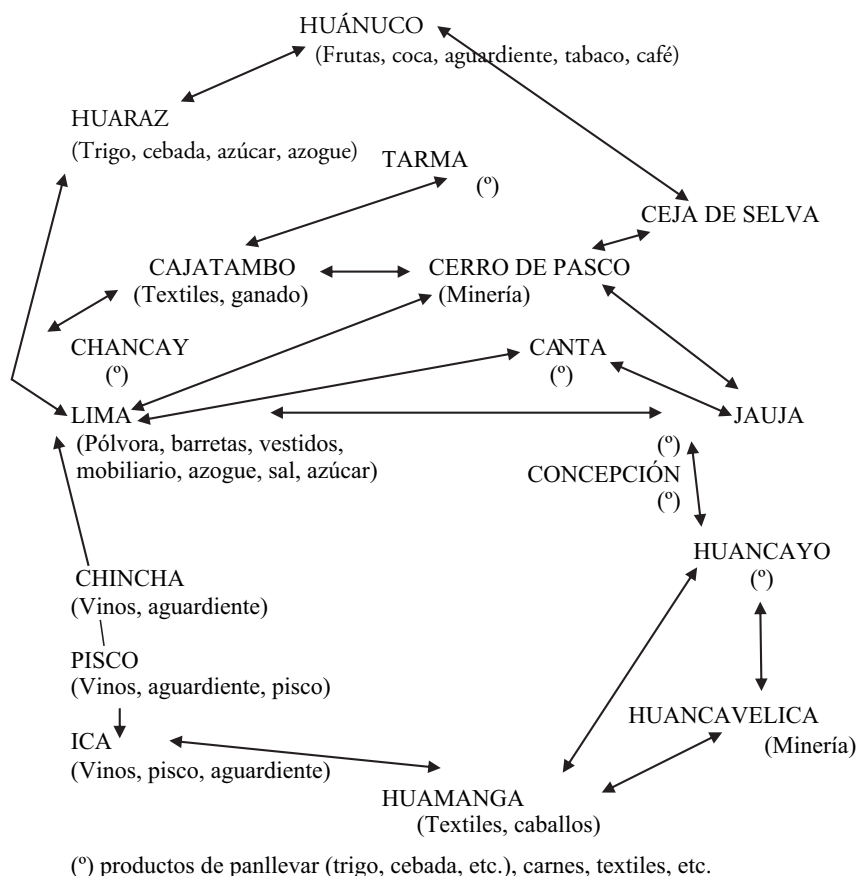 HUÁNUCO
(Frutas, coca, aguardiente, tabaco, café)
HUARAZ
(Trigo, cebada, azúcar, azogue)
TARMA
(º)
CEJA DE SELVA
CAJATAMBO
(Textiles, ganado)
CERRO DE PASCO
(Minería)
CHANCAY
(º)
CANTA
(º)
LIMA
(Pólvora, barretas, vestidos,
mobiliario, azogue, sal, azúcar)
JAUJA
(º)
CONCEPCIÓN
(º)
HUANCAYO
(º)
CHINCHA
(Vinos, aguardiente)
PISCO
(Vinos, aguardiente, pisco)
HUANCAVELICA
(Minería)
ICA
(Vinos, pisco, aguardiente)
HUAMANGA
(Textiles, caballos)
(º) productos de panllevar (trigo, cebada, etc.), carnes, textiles, etc.